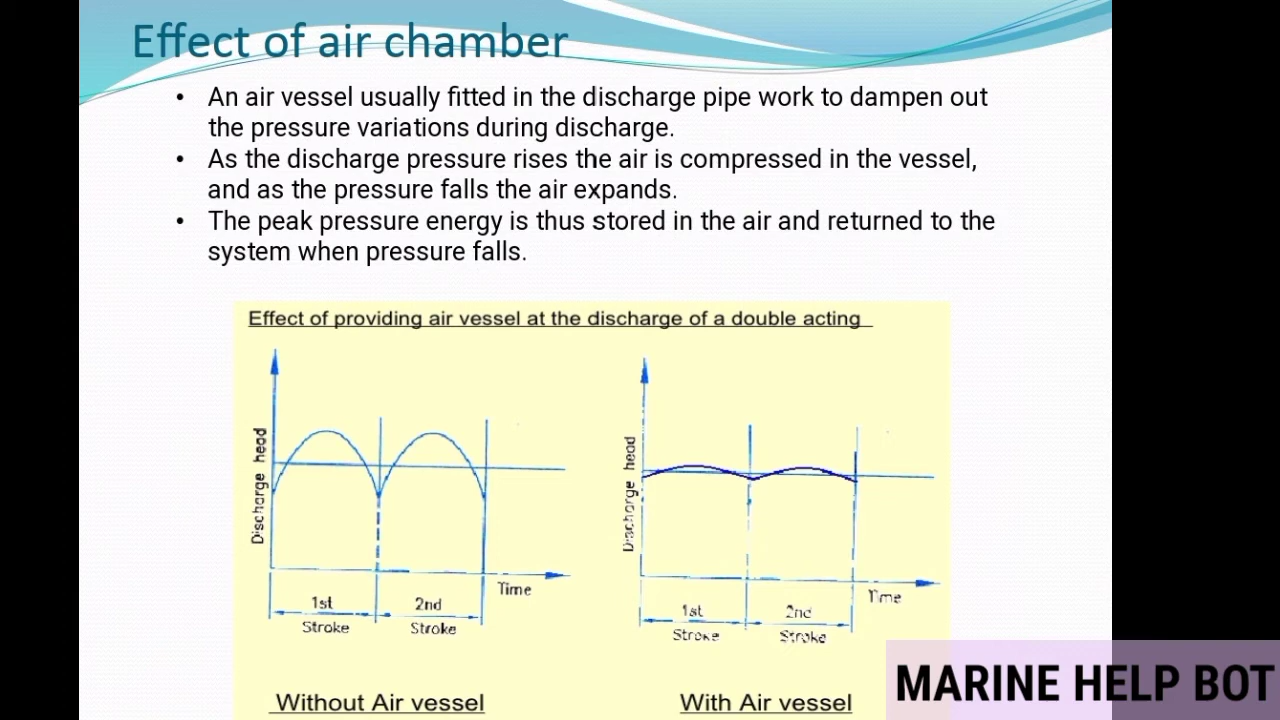 Effect of air chamber
• An air vessel usually fitted in the discharge pipe work to dampen out
the pressure variations during discharge.
• As the discharge pressure rises the air is compressed in the vessel,
and as the pressure falls the air expands.
• The peak pressure energy is thus stored in the air and returned to the
system when pressure falls.
Effect of providing air vessel at the discharge of a double acting
Discharge head
Time
1st
Stroke
2nd
Stroke
Without Air vessel
Discharge head
Time
1st
Stroke
2nd
Stroke
With Air vessel
MARINE HELP BOT